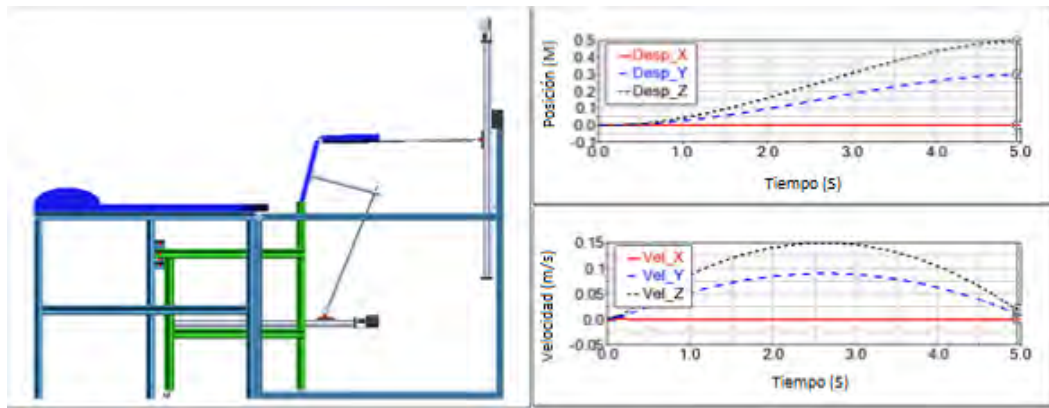 Posición (M)
0.5
0.4
0.3
0.2
0.1
0.0
-0.1
Desp_X
Desp_Y
Desp_Z
0.0 1.0 2.0 3.0 4.0 5.0
Tiempo (S)
Velocidad (m/s)
0.15
0.1
0.05
0.0
-0.05
Vel_X
Vel_Y
Vel_Z
0.0 1.0 2.0 3.0 4.0 5.0
Tiempo (S)